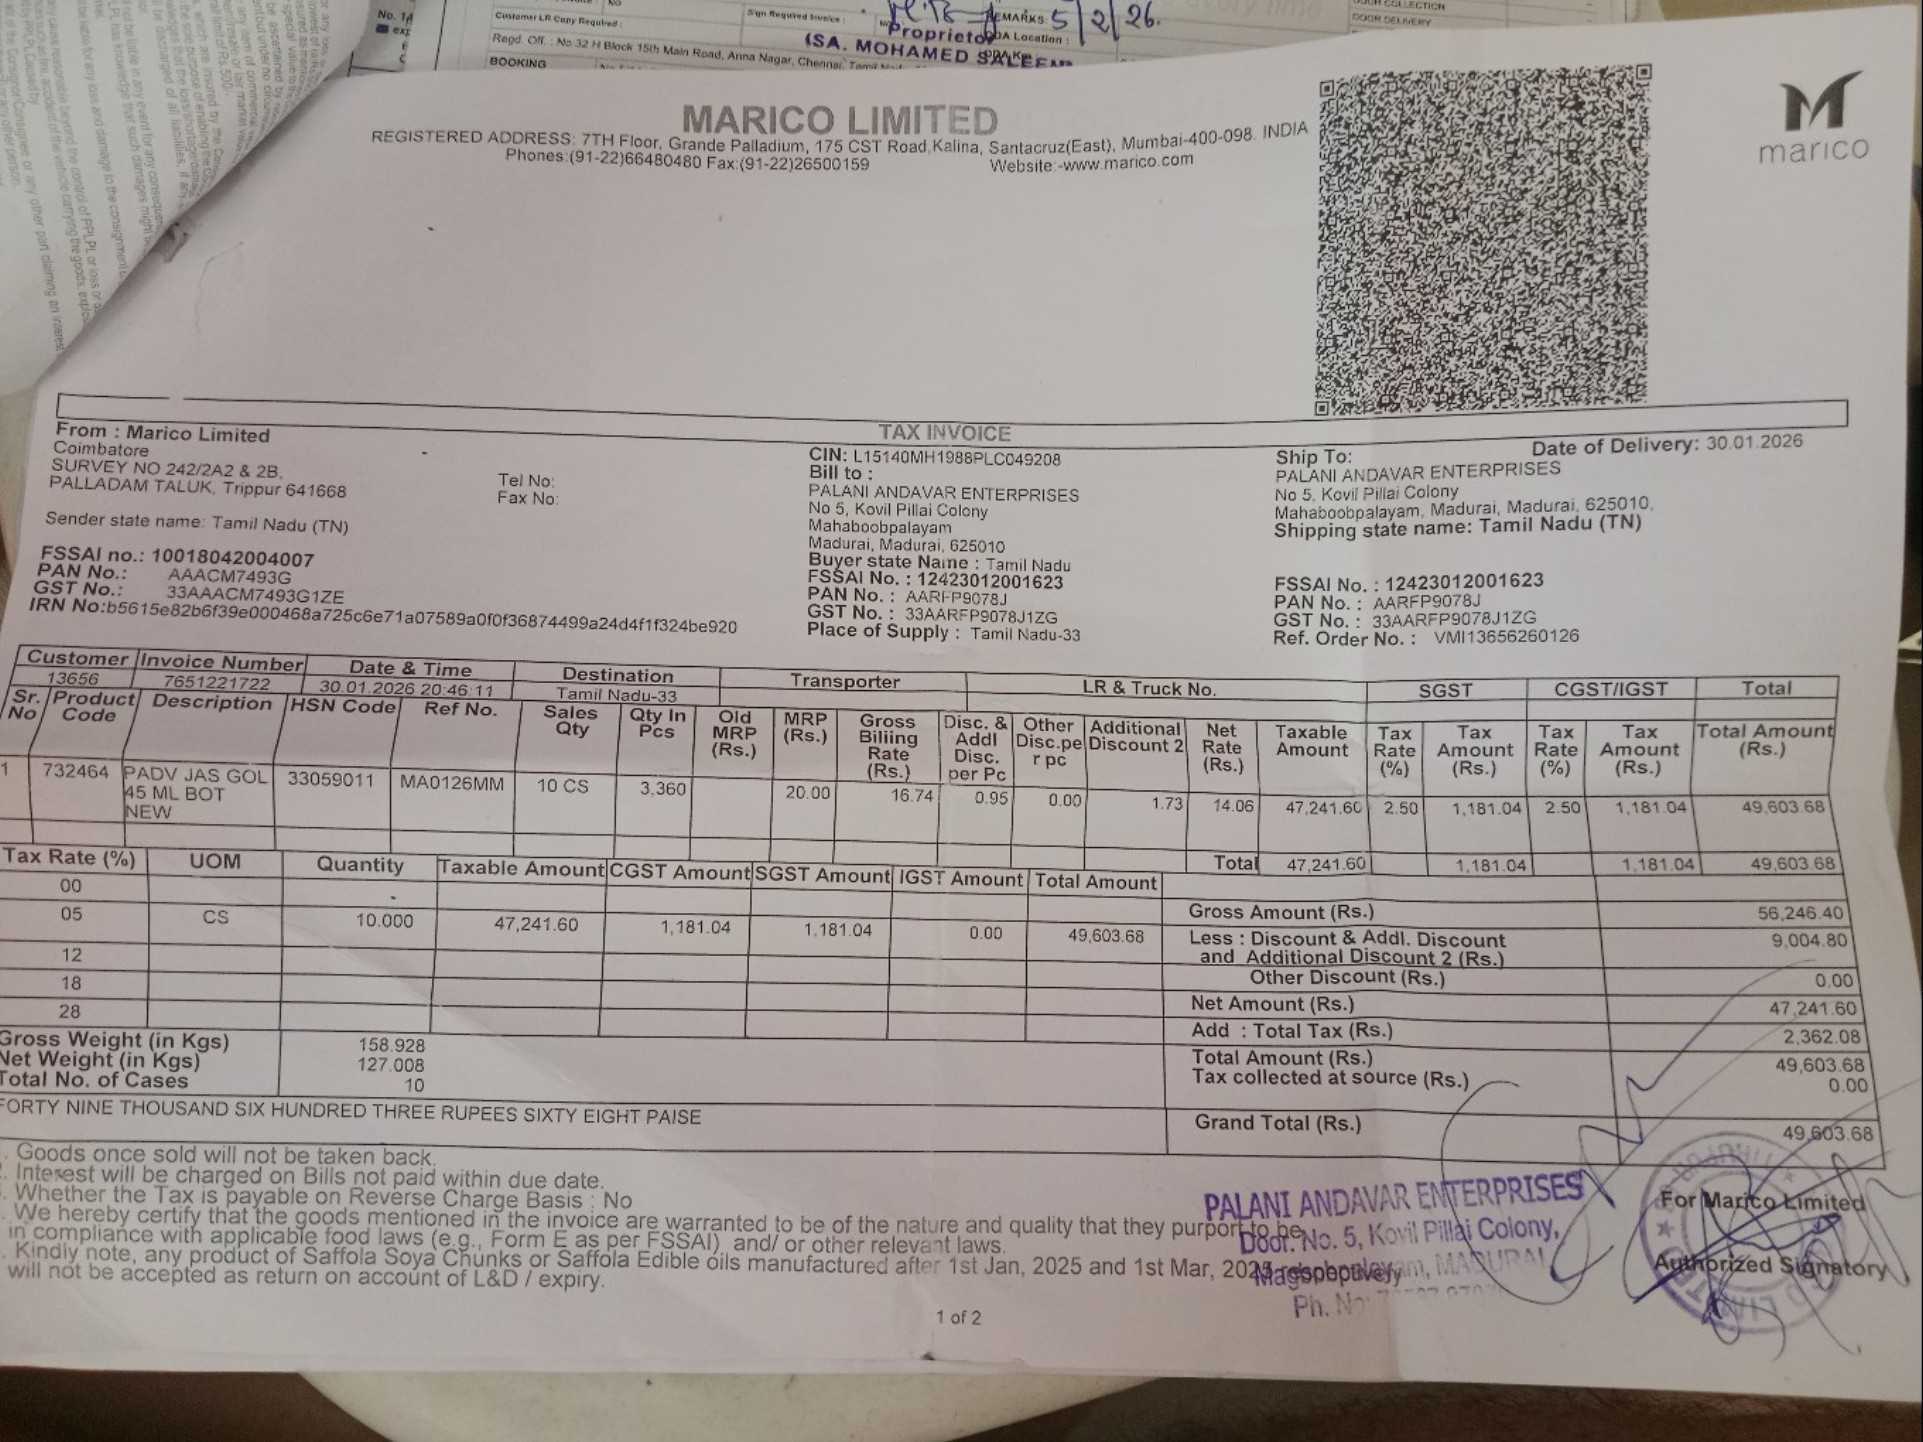 Customer LR Copy Required :
Sign Required Invoice :
REMARKS: 5/2/26.
Proprietor
ODA Location :
(SA. MOHAMED SALEEM
Regd. Off. : No 32 H Block 15th Main Road, Anna Nagar, Chennai, Tamil
BOOKING
DOOR COLLECTION
DOOR DELIVERY
MARICO LIMITED
REGISTERED ADDRESS: 7TH Floor, Grande Palladium, 175 CST Road,Kalina, Santacruz(East), Mumbai-400-098. INDIA
Phones:(91-22)66480480 Fax:(91-22)26500159 Website:-www.marico.com
marico
TAX INVOICE
Date of Delivery: 30.01.2026
From : Marico Limited
Coimbatore
SURVEY NO 242/2A2 & 2B,
PALLADAM TALUK, Trippur 641668
Tel No:
Fax No:
Sender state name: Tamil Nadu (TN)
FSSAI no.: 10018042004007
PAN No.: AAACM7493G
GST No.: 33AAACM7493G1ZE
IRN No:b5615e82b6f39e000468a725c6e71a07589a0f0f36874499a24d4f1f324be920
CIN: L15140MH1988PLC049208
Bill to :
PALANI ANDAVAR ENTERPRISES
No 5, Kovil Pillai Colony
Mahaboobpalayam
Madurai, Madurai, 625010
Buyer state Name : Tamil Nadu
FSSAI No. : 12423012001623
PAN No. : AARFP9078J
GST No. : 33AARFP9078J1ZG
Place of Supply : Tamil Nadu-33
Ship To:
PALANI ANDAVAR ENTERPRISES
No 5, Kovil Pillai Colony
Mahaboobpalayam, Madurai, Madurai, 625010,
Shipping state name: Tamil Nadu (TN)
FSSAI No. : 12423012001623
PAN No. : AARFP9078J
GST No. : 33AARFP9078J1ZG
Ref. Order No. : VMI13656260126
Customer Invoice Number Date & Time Destination Transporter LR & Truck No. SGST CGST/IGST Total
13656 7651221722 30.01.2026 20:46:11 Tamil Nadu-33
Sr. No Product Code Description HSN Code Ref No. Sales Qty Qty In Pcs Old MRP (Rs.) MRP (Rs.) Gross Biliing Rate (Rs.) Disc. & Addl Disc. per Pc Other Disc.pe r pc Additional Discount 2 Net Rate (Rs.) Taxable Amount Tax Rate (%) Tax Amount (Rs.) Tax Rate (%) Tax Amount (Rs.) Total Amount (Rs.)
1 732464 PADV JAS GOL 45 ML BOT NEW 33059011 MA0126MM 10 CS 3,360 20.00 16.74 0.95 0.00 1.73 14.06 47,241.60 2.50 1,181.04 2.50 1,181.04 49,603.68
Total 47,241.60 1,181.04 1,181.04 49,603.68
Tax Rate (%) UOM Quantity Taxable Amount CGST Amount SGST Amount IGST Amount Total Amount
00
05 CS 10.000 47,241.60 1,181.04 1,181.04 0.00 49,603.68
12
18
28
Gross Amount (Rs.) 56,246.40
Less : Discount & Addl. Discount 9,004.80
and Additional Discount 2 (Rs.)
Other Discount (Rs.) 0.00
Net Amount (Rs.) 47,241.60
Add : Total Tax (Rs.) 2,362.08
Total Amount (Rs.) 49,603.68
Tax collected at source (Rs.) 0.00
Grand Total (Rs.) 49,603.68
Gross Weight (in Kgs) 158.928
Net Weight (in Kgs) 127.008
Total No. of Cases 10
FORTY NINE THOUSAND SIX HUNDRED THREE RUPEES SIXTY EIGHT PAISE
. Goods once sold will not be taken back.
. Interest will be charged on Bills not paid within due date.
. Whether the Tax is payable on Reverse Charge Basis : No
. We hereby certify that the goods mentioned in the invoice are warranted to be of the nature and quality that they purport to be
in compliance with applicable food laws (e.g., Form E as per FSSAI) and/ or other relevant laws.
. Kindly note, any product of Saffola Soya Chunks or Saffola Edible oils manufactured after 1st Jan, 2025 and 1st Mar, 2025 respectively
will not be accepted as return on account of L&D / expiry.
PALANI ANDAVAR ENTERPRISES
Door. No. 5, Kovil Pillai Colony,
MADURAI
Ph. No:
For Marico Limited
Authorized Signatory
1 of 2